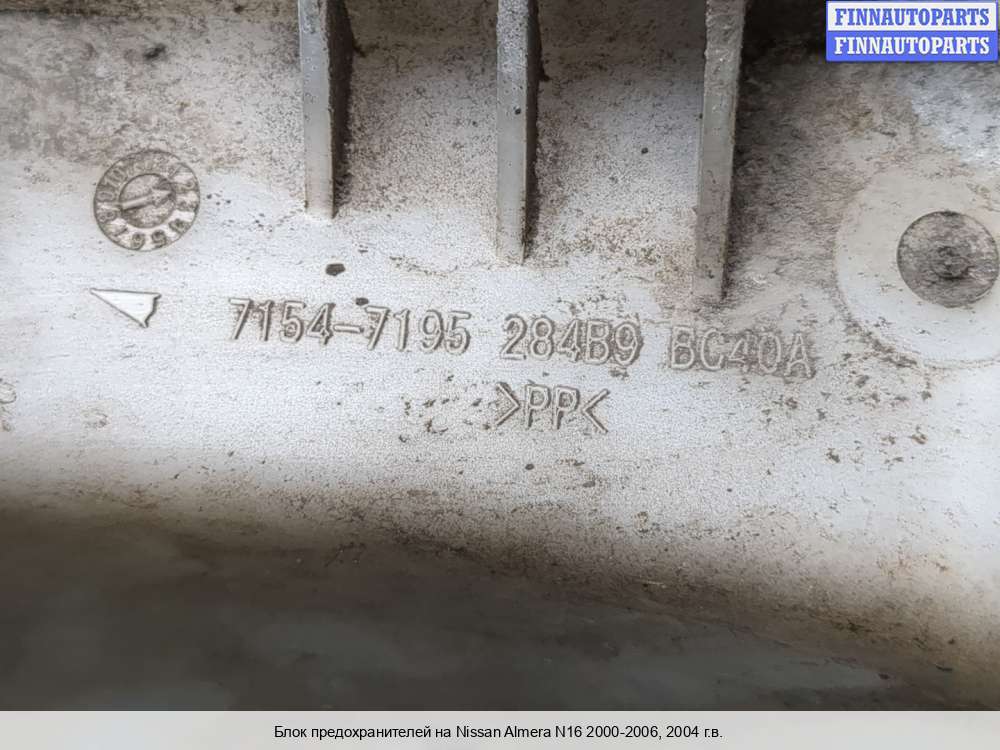 FINNAUTOPARTS
FINNAUTOPARTS
7154-7195 284B9 BC40A
>PP<
Блок предохранителей на Nissan Almera N16 2000-2006, 2004 г.в.